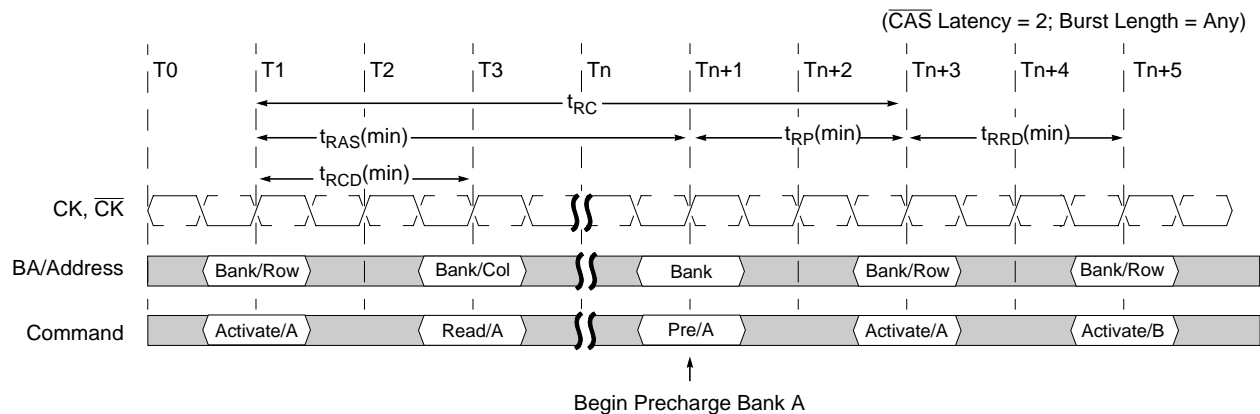 (CAS Latency = 2; Burst Length = Any)
T0 T1 T2 T3 Tn Tn+1 Tn+2 Tn+3 Tn+4 Tn+5
tRC
tRAS(min) tRP(min) tRRD(min)
tRCD(min)
CK, CK
BA/Address Bank/Row Bank/Col Bank Bank/Row Bank/Row
Command Activate/A Read/A Pre/A Activate/A Activate/B
Begin Precharge Bank A